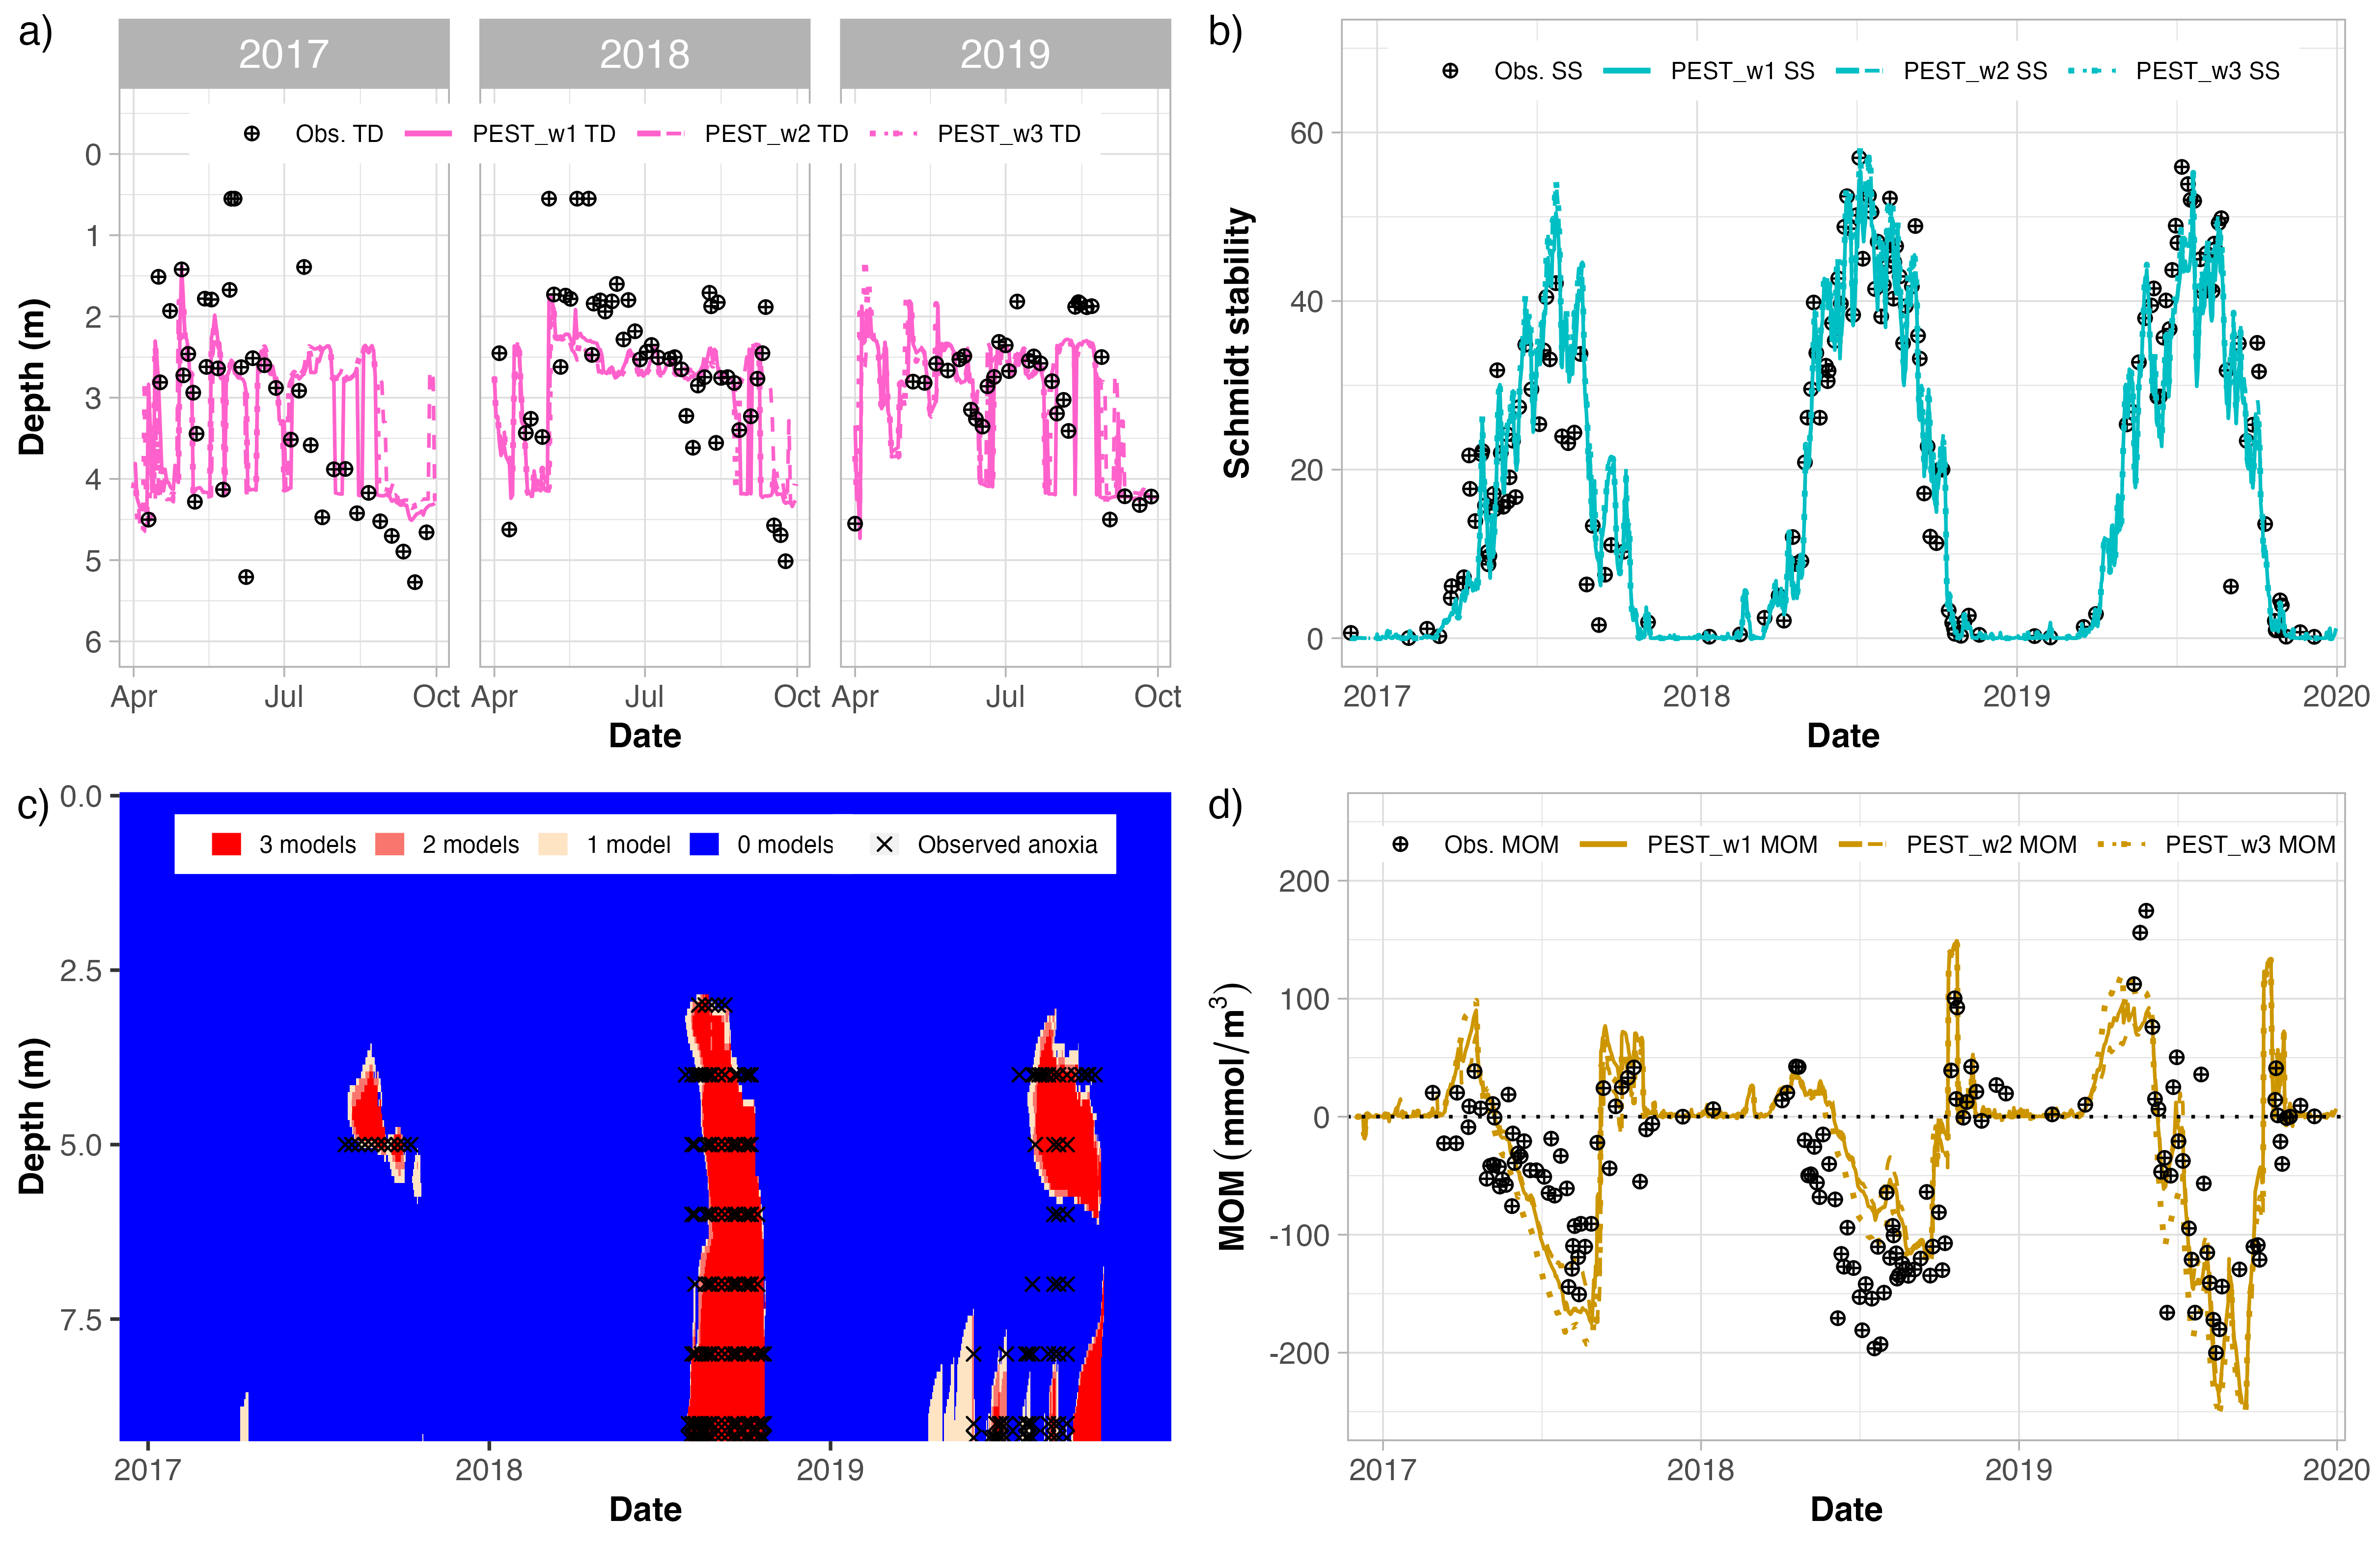 a)
2017 2018 2019
Obs. TD PEST_w1 TD PEST_w2 TD PEST_w3 TD
0
1
2
3
4
5
6
Depth (m)
Apr Jul Oct Apr Jul Oct Apr Jul Oct
Date
b)
Obs. SS PEST_w1 SS PEST_w2 SS PEST_w3 SS
60
40
20
0
Schmidt stability
2017 2018 2019 2020
Date
c)
3 models 2 models 1 model 0 models Observed anoxia
0.0
2.5
5.0
7.5
Depth (m)
2017 2018 2019
Date
d)
Obs. MOM PEST_w1 MOM PEST_w2 MOM PEST_w3 MOM
200
100
0
-100
-200
MOM (mmol/m³)
2017 2018 2019 2020
Date